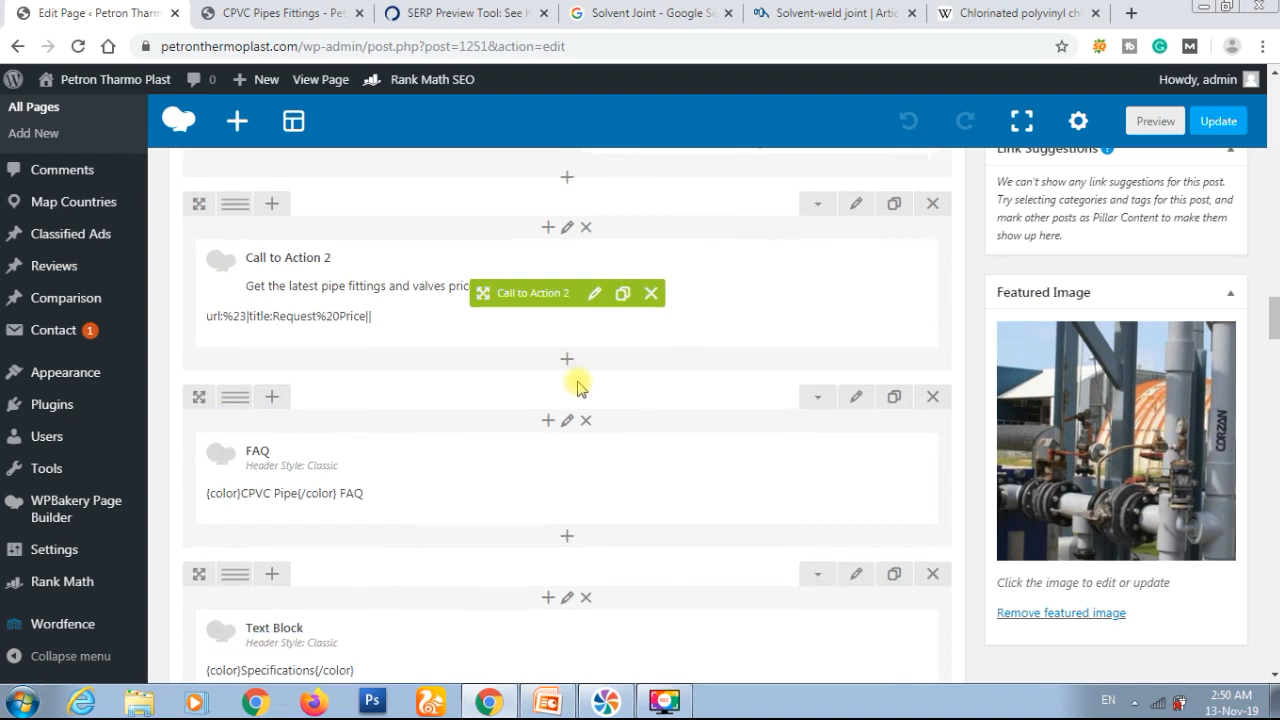 Edit Page ‹ Petron Tharm
CPVC Pipes Fittings - Pet
SERP Preview Tool: See h
Solvent Joint - Google Se
Solvent-weld joint | Artic
Chlorinated polyvinyl chl
petronthermoplast.com/wp-admin/post.php?post=1251&action=edit
Petron Tharmo Plast
0
New
View Page
Rank Math SEO
Howdy, admin
All Pages
Add New
Comments
Map Countries
Classified Ads
Reviews
Comparison
Contact 1
Appearance
Plugins
Users
Tools
WPBakery Page
Builder
Settings
Rank Math
Wordfence
Collapse menu
Preview
Update
Call to Action 2
Get the latest pipe fittings and valves pric
Call to Action 2
url:%23|title:Request%20Price||
FAQ
Header Style: Classic
{color}CPVC Pipe{/color} FAQ
Text Block
Header Style: Classic
{color}Specifications{/color}
Link Suggestions
We can't show any link suggestions for this post.
Try selecting categories and tags for this post, and
mark other posts as Pillar Content to make them
show up here.
Featured Image
CORZAN
Click the image to edit or update
Remove featured image
EN
2:50 AM
13-Nov-19